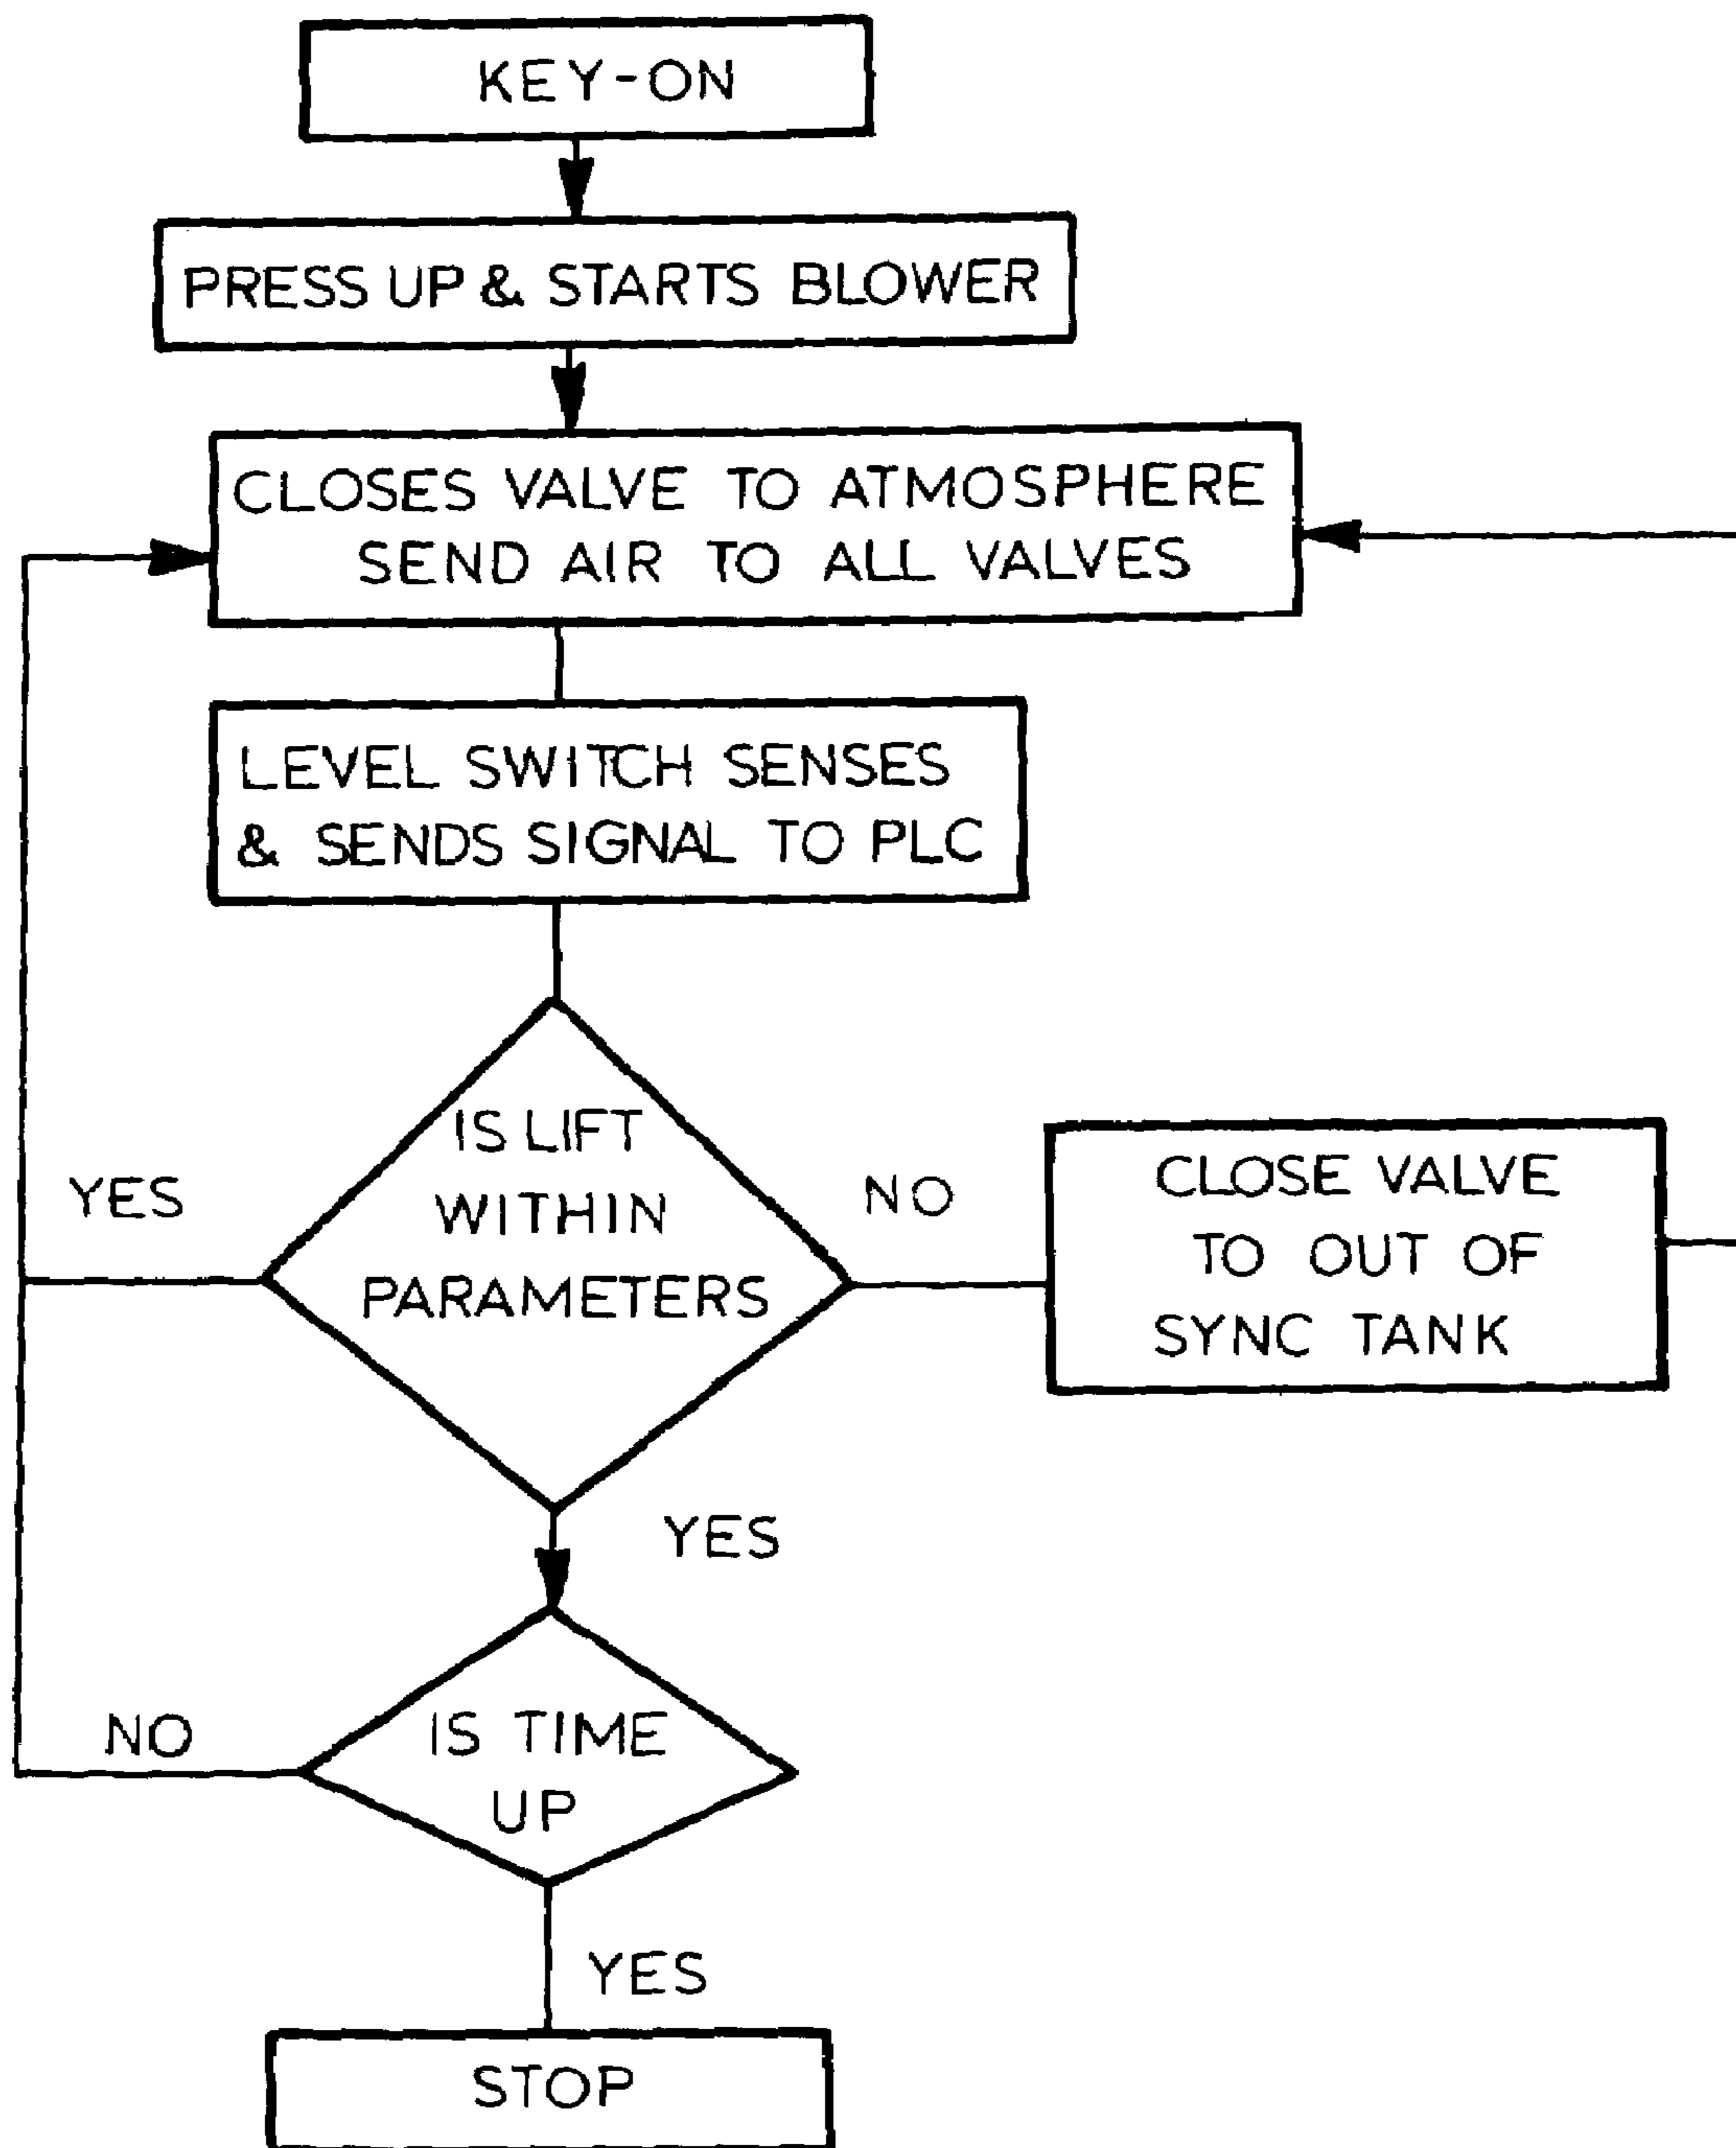 KEY-ON
PRESS UP & STARTS BLOWER
CLOSES VALVE TO ATMOSPHERE
SEND AIR TO ALL VALVES
LEVEL SWITCH SENSES
& SENDS SIGNAL TO PLC
IS LIFT
WITHIN
PARAMETERS
YES
NO
CLOSE VALVE
TO OUT OF
SYNC TANK
YES
IS TIME
UP
NO
YES
STOP